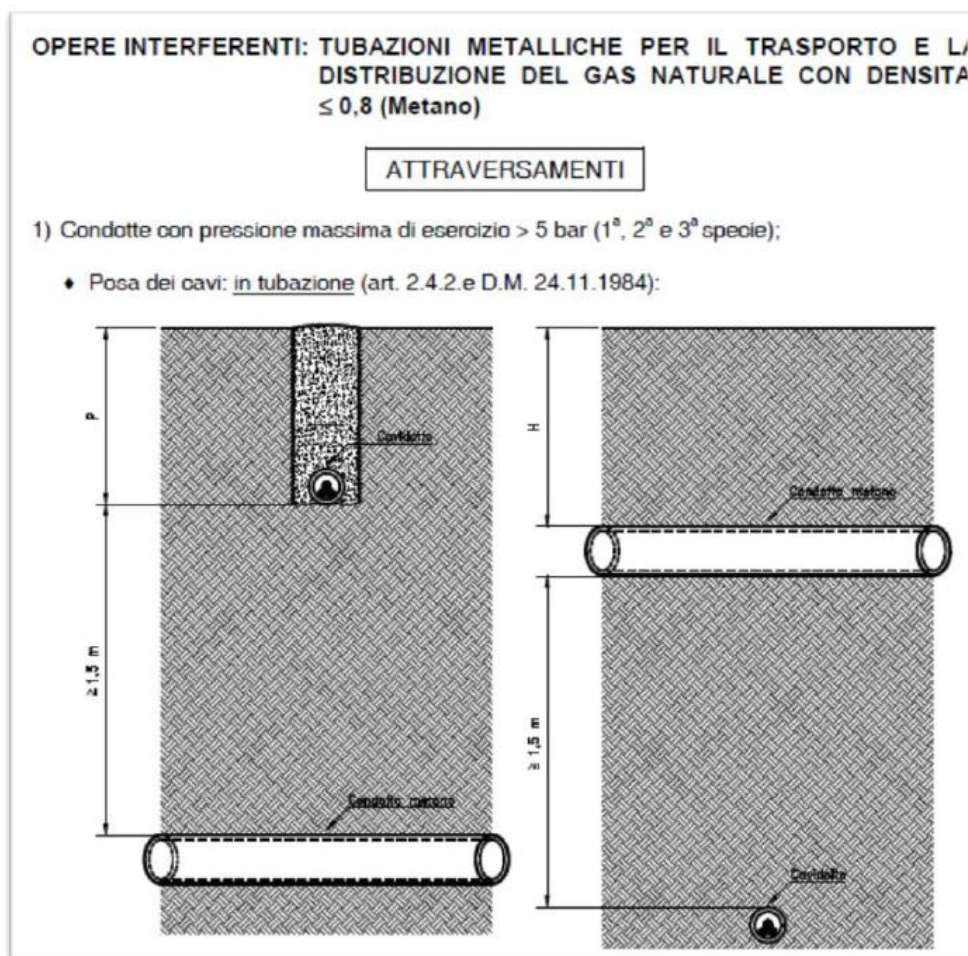 OPERE INTERFERENTI: TUBAZIONI METALLICHE PER IL TRASPORTO E LA
DISTRIBUZIONE DEL GAS NATURALE CON DENSITA'
≤ 0,8 (Metano)
ATTRAVERSAMENTI
1) Condotte con pressione massima di esercizio > 5 bar (1ª, 2ª e 3ª specie);
♦ Posa dei cavi: in tubazione (art. 2.4.2.e D.M. 24.11.1984):
P
Cavidotto
≥ 1,5 m
Condotta metano
H
Condotta metano
≥ 1,5 m
Cavidotto